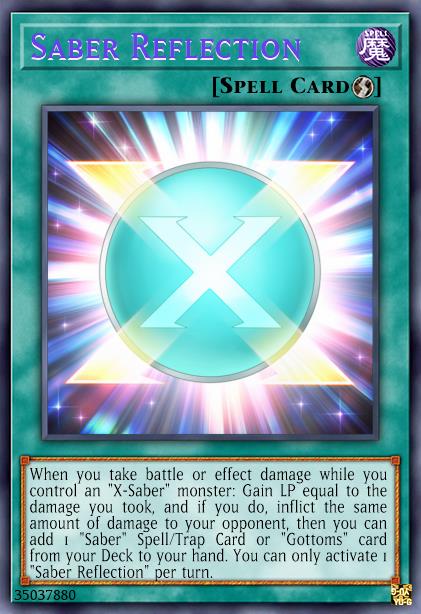 Saber Reflection
SPELL
魔
[Spell Card]
X
When you take battle or effect damage while you
control an "X-Saber" monster: Gain LP equal to the
damage you took, and if you do, inflict the same
amount of damage to your opponent, then you can
add 1 "Saber" Spell/Trap Card or "Gottoms" card
from your Deck to your hand. You can only activate 1
"Saber Reflection" per turn.
35037880